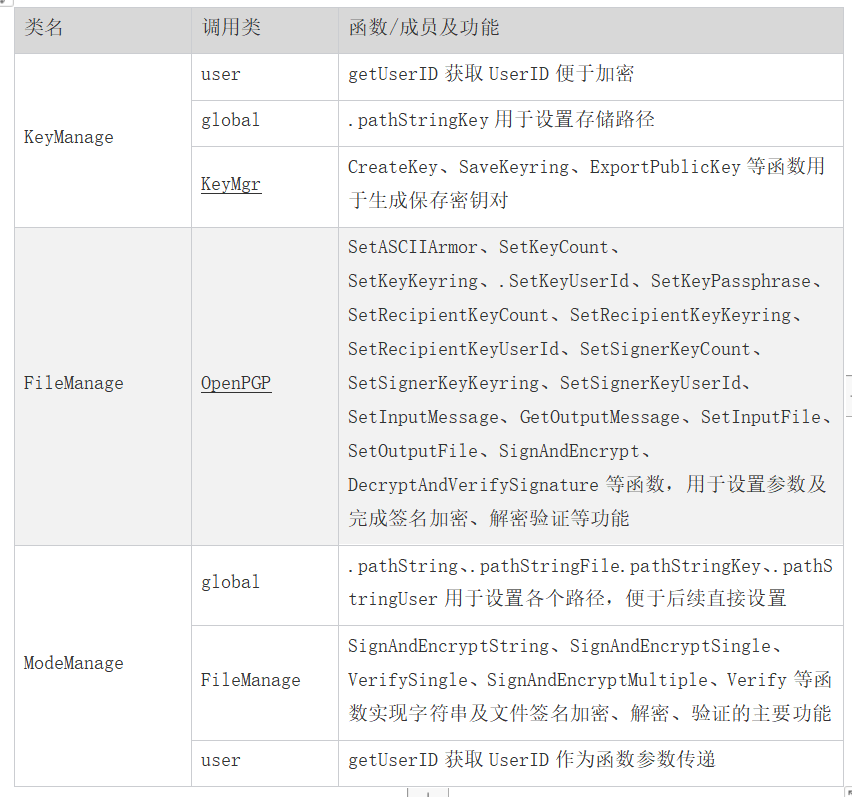 类名 调用类 函数/成员及功能
KeyManage
user getUserID 获取 UserID 便于加密
global .pathStringKey 用于设置存储路径
KeyMgr
CreateKey、SaveKeyring、ExportPublicKey 等函数用
于生成保存密钥对
FileManage
OpenPGP
SetASCIIArmor、SetKeyCount、
SetKeyKeyring、.SetKeyUserId、SetKeyPassphrase、
SetRecipientKeyCount、SetRecipientKeyKeyring、
SetRecipientKeyUserId、SetSignerKeyCount、
SetSignerKeyKeyring、SetSignerKeyUserId、
SetInputMessage、GetOutputMessage、SetInputFile、
SetOutputFile、SignAndEncrypt、
DecryptAndVerifySignature 等函数，用于设置参数及
完成签名加密、解密验证等功能
ModeManage
global
.pathString、.pathStringFile.pathStringKey、.pathS
tringUser 用于设置各个路径，便于后续直接设置
FileManage
SignAndEncryptString、SignAndEncryptSingle、
VerifySingle、SignAndEncryptMultiple、Verify 等函
数实现字符串及文件签名加密、解密、验证的主要功能
user getUserID 获取 UserID 作为函数参数传递